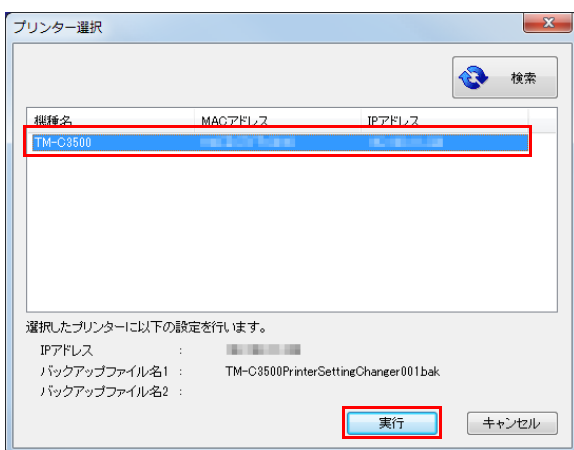 プリンター選択
検索
機種名 MACアドレス IPアドレス
TM-C3500
選択したプリンターに以下の設定を行います。
IPアドレス :
バックアップファイル名1 : TM-C3500PrinterSettingChanger001.bak
バックアップファイル名2 :
実行 キャンセル